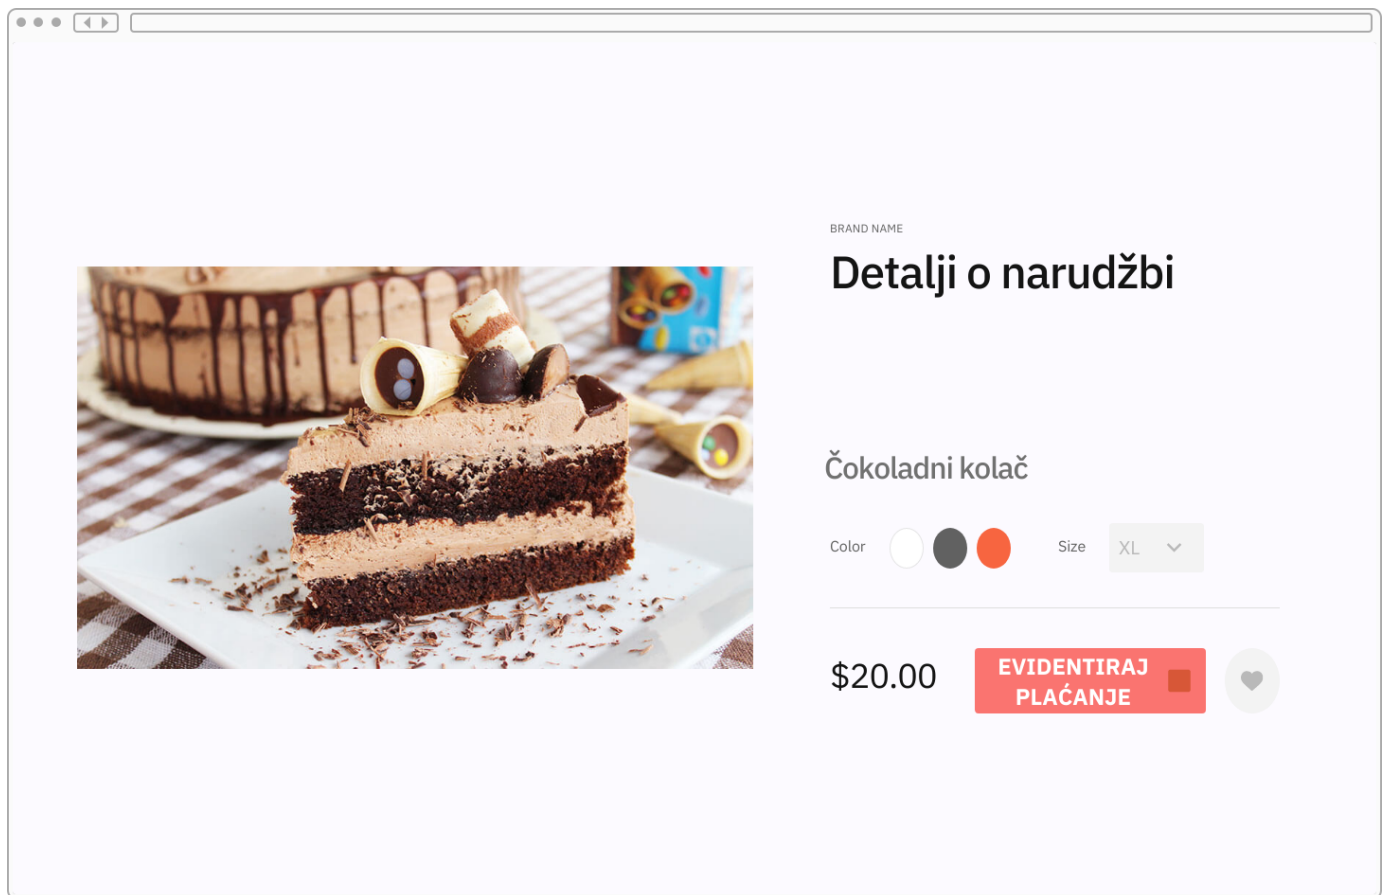 BRAND NAME
Detalji o narudžbi
Čokoladni kolač
Color
Size
XL
$20.00
EVIDENTIRAJ
PLAĆANJE